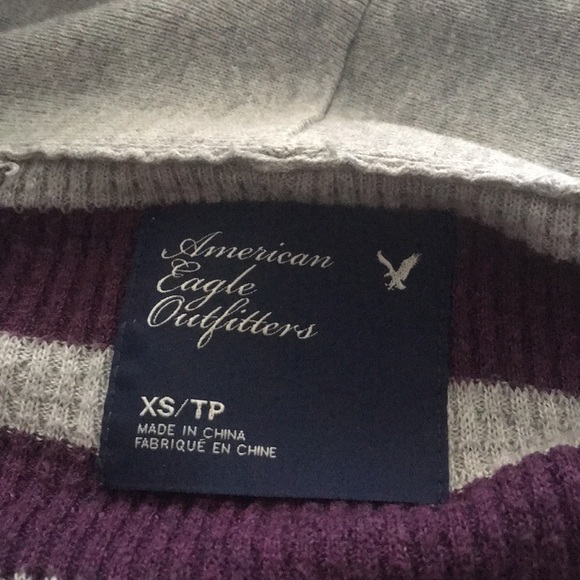 American
Eagle
Outfitters
XS/TP
MADE IN CHINA
FABRIQUÉ EN CHINE